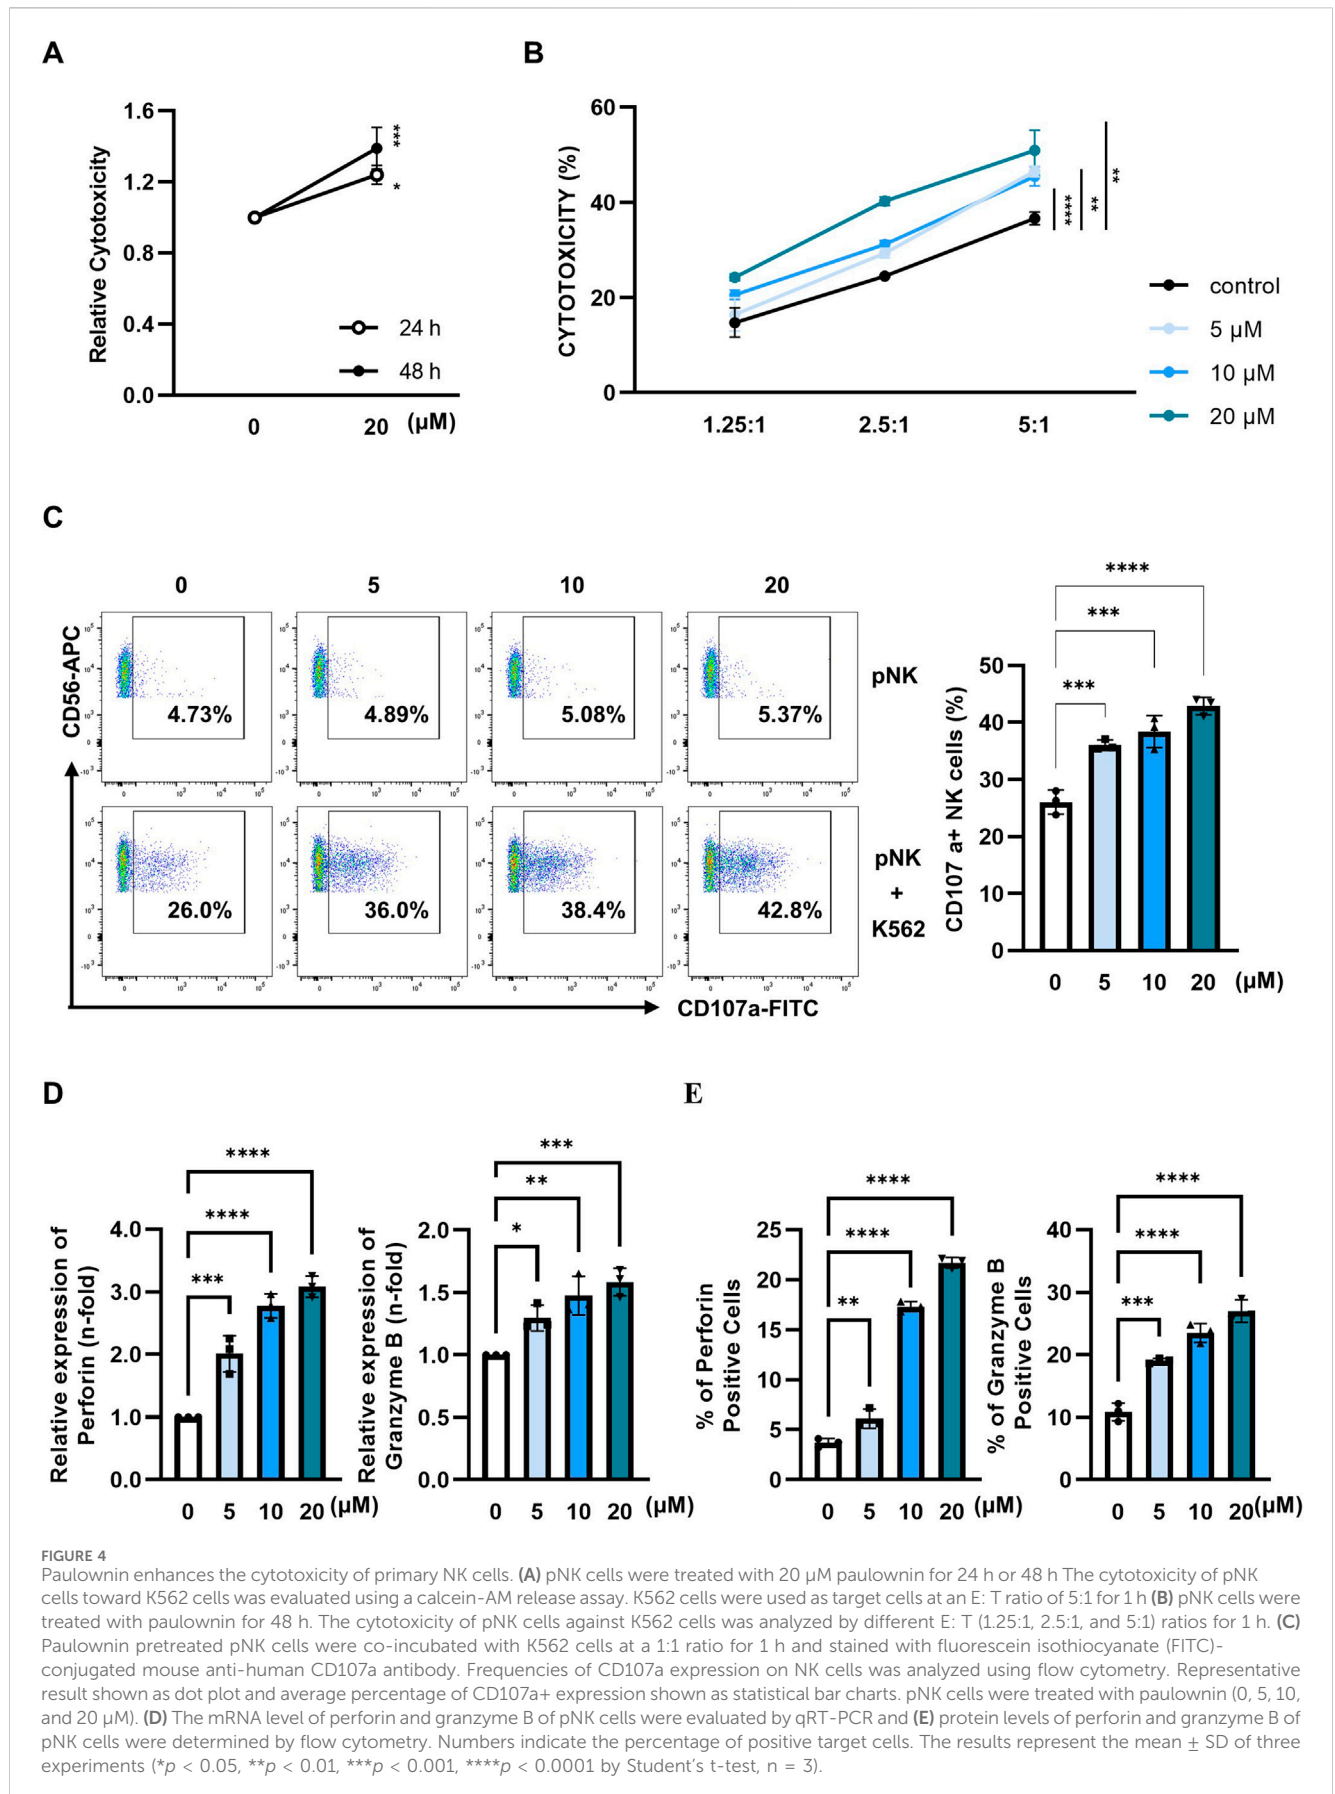 A
B
1.6
1.2
0.8
0.4
0.0
Relative Cytotoxicity
***
*
24 h
48 h
0 20 (µM)
60
40
20
0
CYTOTOXICITY (%)
****
**
**
1.25:1 2.5:1 5:1
control
5 µM
10 µM
20 µM
C
0 5 10 20
CD56-APC
4.73% 4.89% 5.08% 5.37%
pNK
26.0% 36.0% 38.4% 42.8%
pNK
+
K562
CD107a-FITC
****
***
***
50
40
30
20
10
0
CD107 a+ NK cells (%)
0 5 10 20 (µM)
D
E
****
****
***
4.0
3.0
2.0
1.0
0.0
Relative expression of
Perforin (n-fold)
0 5 10 20 (µM)
***
**
*
2.0
1.5
1.0
0.5
0.0
Relative expression of
Granzyme B (n-fold)
0 5 10 20 (µM)
****
****
**
25
20
15
10
5
0
% of Perforin
Positive Cells
0 5 10 20 (µM)
****
****
***
40
30
20
10
0
% of Granzyme B
Positive Cells
0 5 10 20 (µM)
FIGURE 4
Paulownin enhances the cytotoxicity of primary NK cells. (A) pNK cells were treated with 20 µM paulownin for 24 h or 48 h The cytotoxicity of pNK
cells toward K562 cells was evaluated using a calcein-AM release assay. K562 cells were used as target cells at an E: T ratio of 5:1 for 1 h (B) pNK cells were
treated with paulownin for 48 h. The cytotoxicity of pNK cells against K562 cells was analyzed by different E: T (1.25:1, 2.5:1, and 5:1) ratios for 1 h. (C)
Paulownin pretreated pNK cells were co-incubated with K562 cells at a 1:1 ratio for 1 h and stained with fluorescein isothiocyanate (FITC)-
conjugated mouse anti-human CD107a antibody. Frequencies of CD107a expression on NK cells was analyzed using flow cytometry. Representative
result shown as dot plot and average percentage of CD107a+ expression shown as statistical bar charts. pNK cells were treated with paulownin (0, 5, 10,
and 20 µM). (D) The mRNA level of perforin and granzyme B of pNK cells were evaluated by qRT-PCR and (E) protein levels of perforin and granzyme B of
pNK cells were determined by flow cytometry. Numbers indicate the percentage of positive target cells. The results represent the mean ± SD of three
experiments (*p < 0.05, **p < 0.01, ***p < 0.001, ****p < 0.0001 by Student's t-test, n = 3).